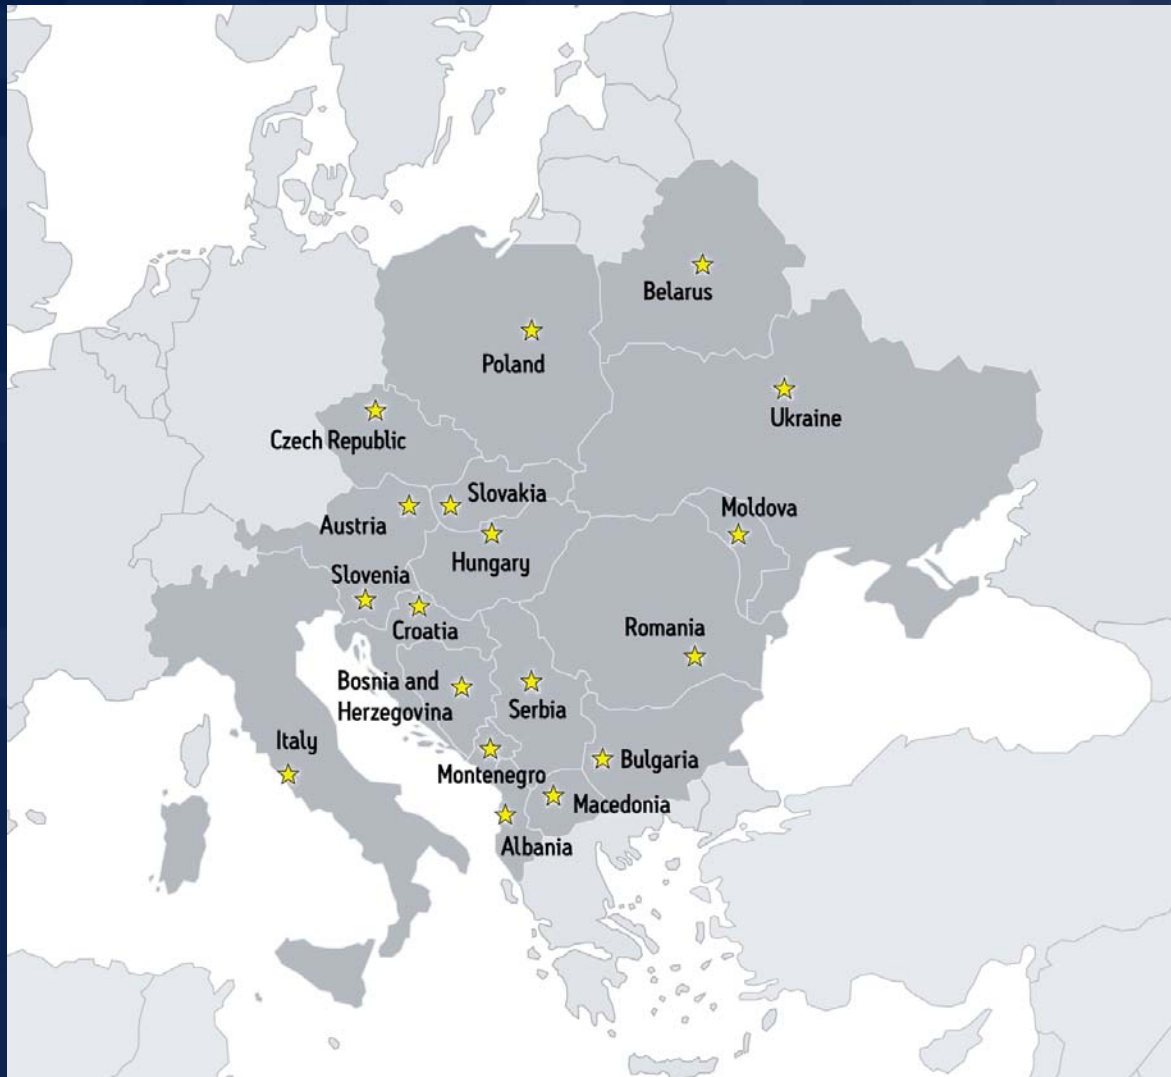 Belarus
Poland
Ukraine
Czech Republic
Slovakia
Moldova
Austria
Hungary
Slovenia
Croatia
Romania
Bosnia and
Herzegovina
Serbia
Italy
Bulgaria
Montenegro
Macedonia
Albania